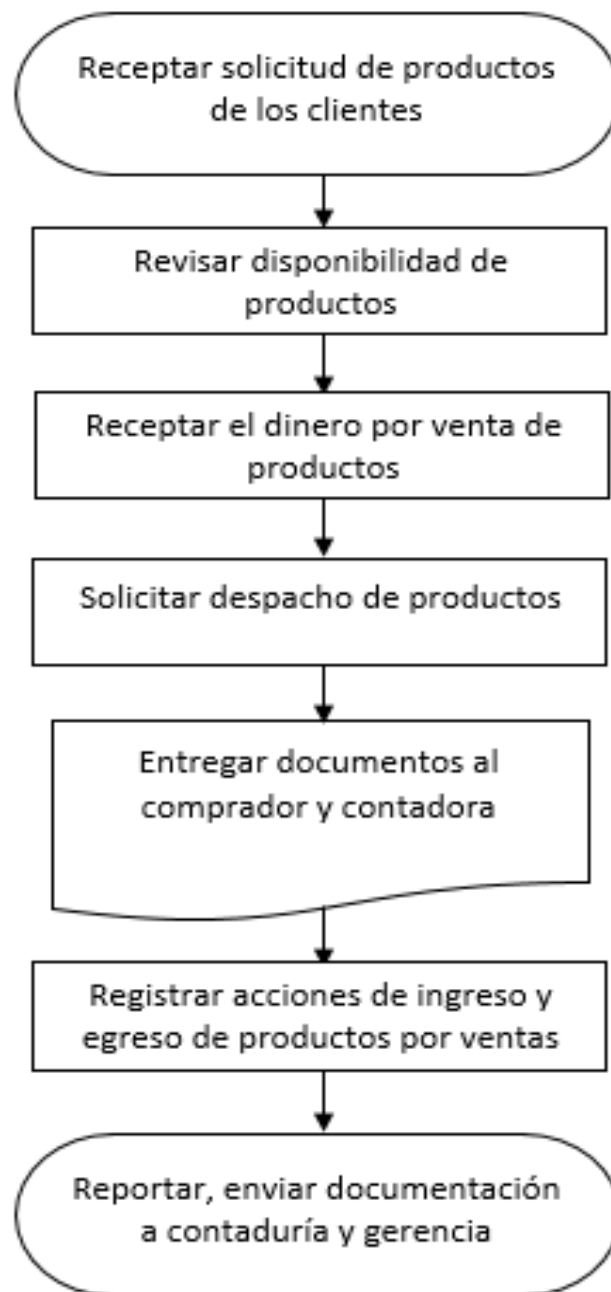 Receptar solicitud de productos
de los clientes
Revisar disponibilidad de
productos
Receptar el dinero por venta de
productos
Solicitar despacho de productos
Entregar documentos al
comprador y contadora
Registrar acciones de ingreso y
egreso de productos por ventas
Reportar, enviar documentación
a contaduría y gerencia